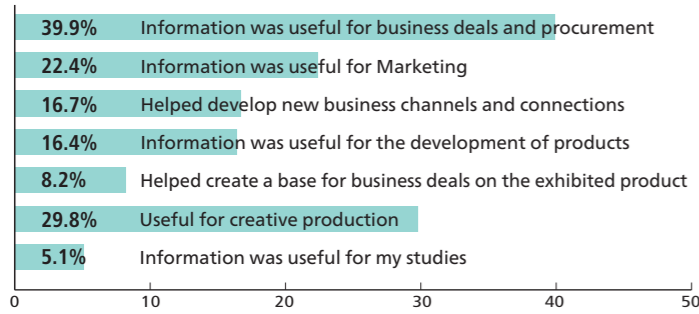 39.9% Information was useful for business deals and procurement
22.4% Information was useful for Marketing
16.7% Helped develop new business channels and connections
16.4% Information was useful for the development of products
8.2% Helped create a base for business deals on the exhibited product
29.8% Useful for creative production
5.1% Information was useful for my studies
0 10 20 30 40 50